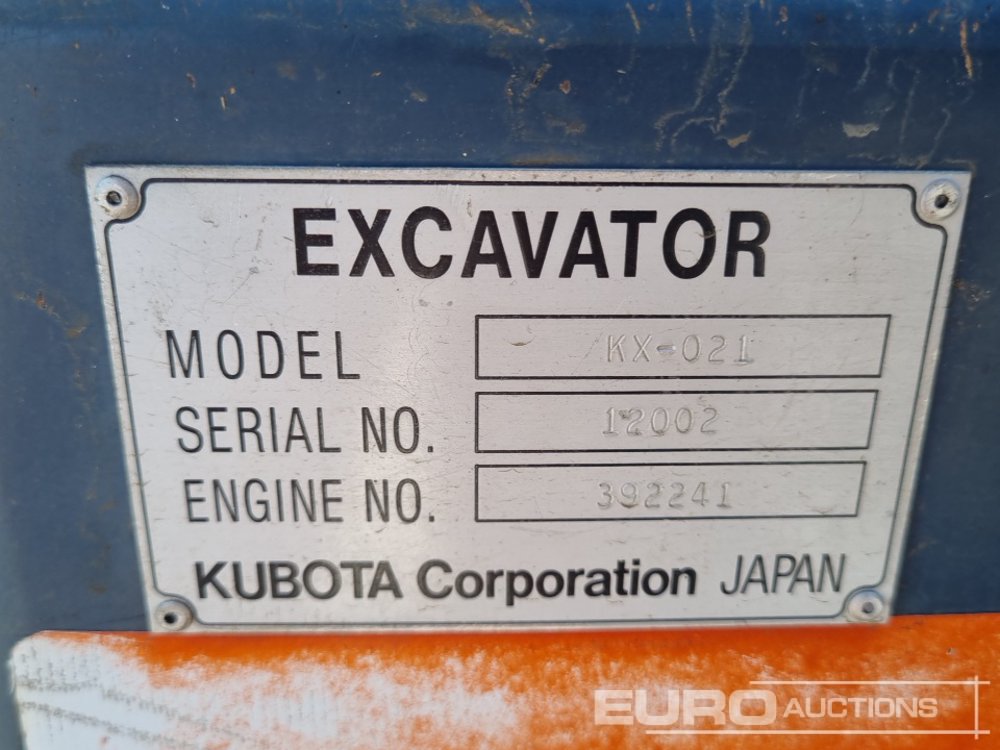 EXCAVATOR
MODEL KX-021
SERIAL NO. 12002
ENGINE NO. 392241
KUBOTA Corporation JAPAN
EURO AUCTIONS